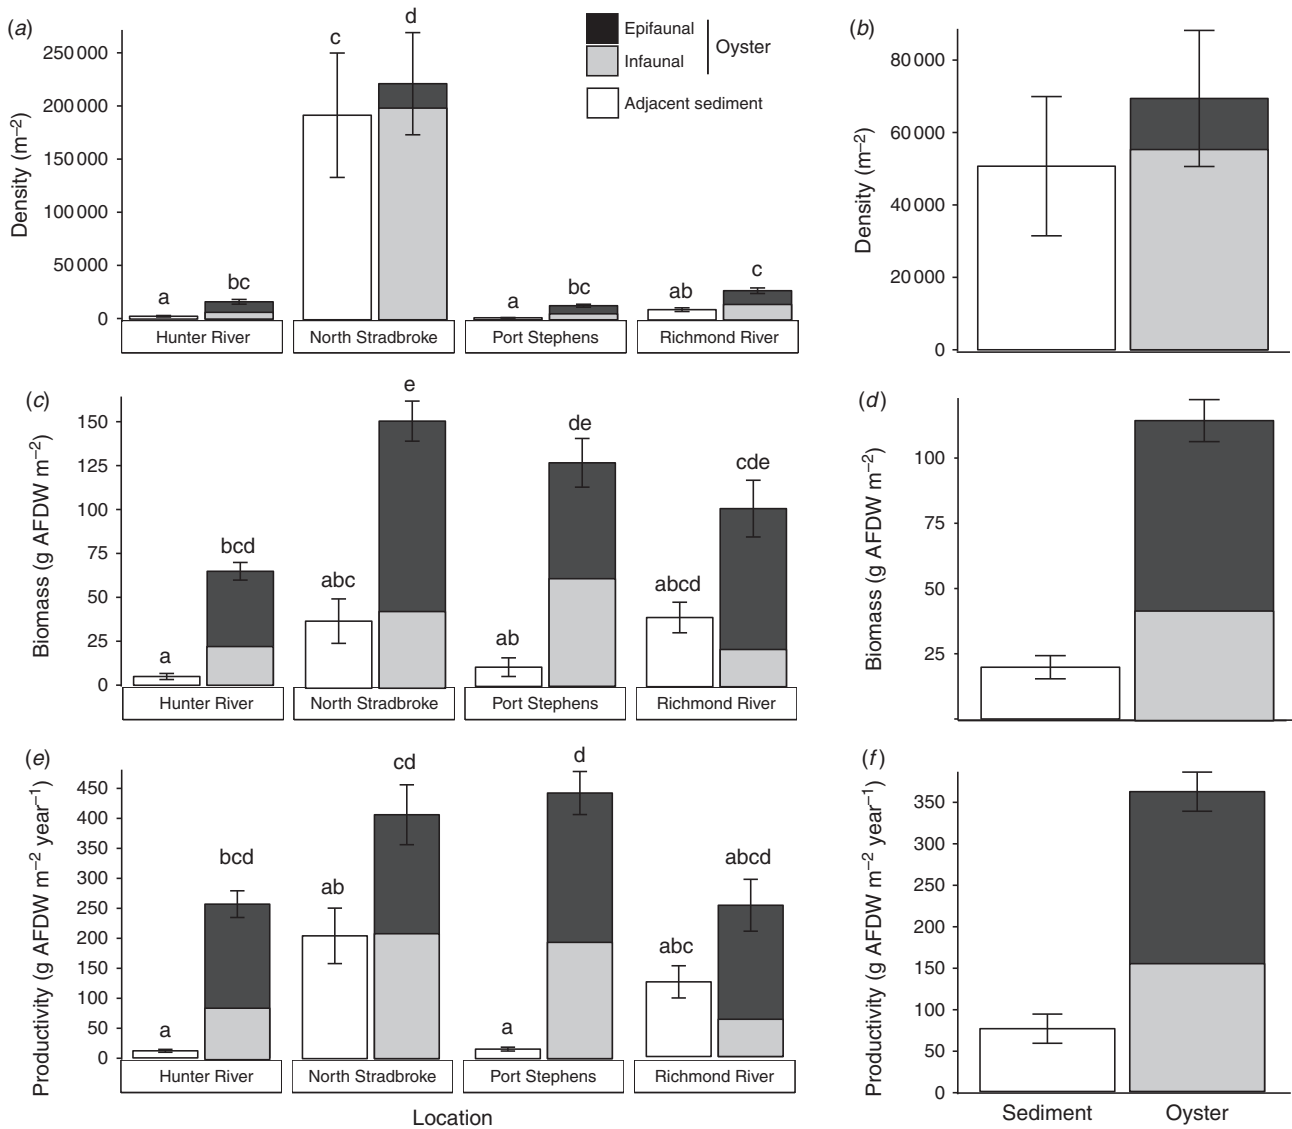 (a)
Density (m−2)
250 000
200 000
150 000
100 000
50 000
0
a
bc
c
d
a
bc
ab
c
Hunter River
North Stradbroke
Port Stephens
Richmond River
Epifaunal
Infaunal
Oyster
Adjacent sediment
(b)
Density (m−2)
80 000
60 000
40 000
20 000
0
(c)
Biomass (g AFDW m−2)
150
125
100
75
50
25
0
a
bcd
abc
e
ab
de
abcd
cde
Hunter River
North Stradbroke
Port Stephens
Richmond River
(d)
Biomass (g AFDW m−2)
100
75
50
25
(e)
Productivity (g AFDW m−2 year−1)
450
400
350
300
250
200
150
100
50
0
a
bcd
ab
cd
a
d
abc
abcd
Hunter River
North Stradbroke
Port Stephens
Richmond River
Location
(f)
Productivity (g AFDW m−2 year−1)
350
300
250
200
150
100
50
0
Sediment
Oyster